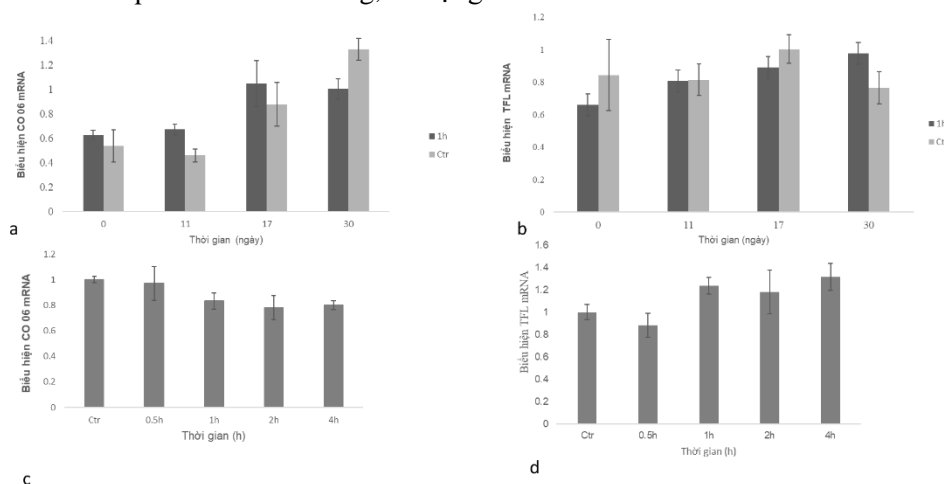 1.4
1.2
1
0.8
0.6
0.4
0.2
0
Biểu hiện CO 06 mRNA
0 11 17 30
Thời gian (ngày)
1h
Ctr
a
1.2
1
0.8
0.6
0.4
0.2
0
Biểu hiện TFL mRNA
0 11 17 30
Thời gian (ngày)
b
1.2
1
0.8
0.6
0.4
0.2
0
Biểu hiện CO 06 mRNA
Ctr 0.5h 1h 2h 4h
Thời gian (h)
c
1.6
1.4
1.2
1
0.8
0.6
0.4
0.2
0
Biểu hiện TFL mRNA
Ctr 0.5h 1h 2h 4h
Thời gian (h)
d